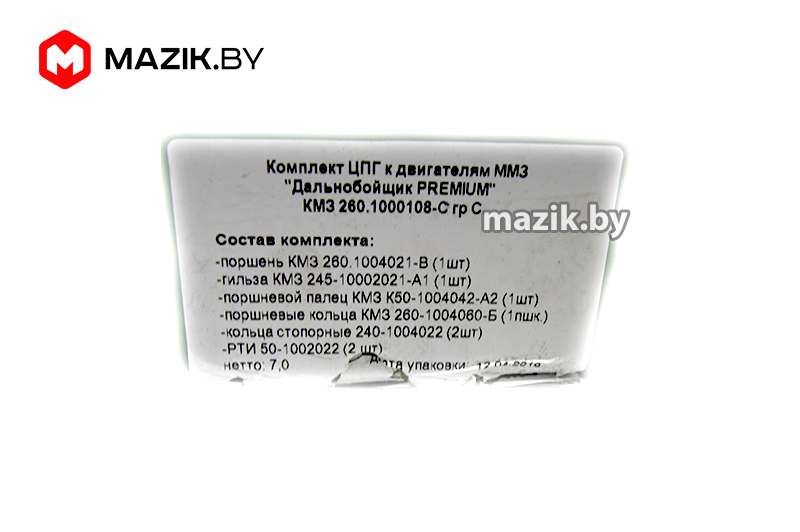 MAZIK.BY
Комплект ЦПГ к двигателям ММЗ
"Дальнобойщик PREMIUM"
КМЗ 260.1000108-С гр С
mazik.by
Состав комплекта:
-поршень КМЗ 260.1004021-В (1шт)
-гильза КМЗ 245-10002021-А1 (1шт)
-поршневой палец КМЗ К50-1004042-А2 (1шт)
-поршневые кольца КМЗ 260-1004060-Б (1пшк.)
-кольца стопорные 240-1004022 (2шт)
-РТИ 50-1002022 (2 шт)
нетто: 7,0 Дата упаковки: